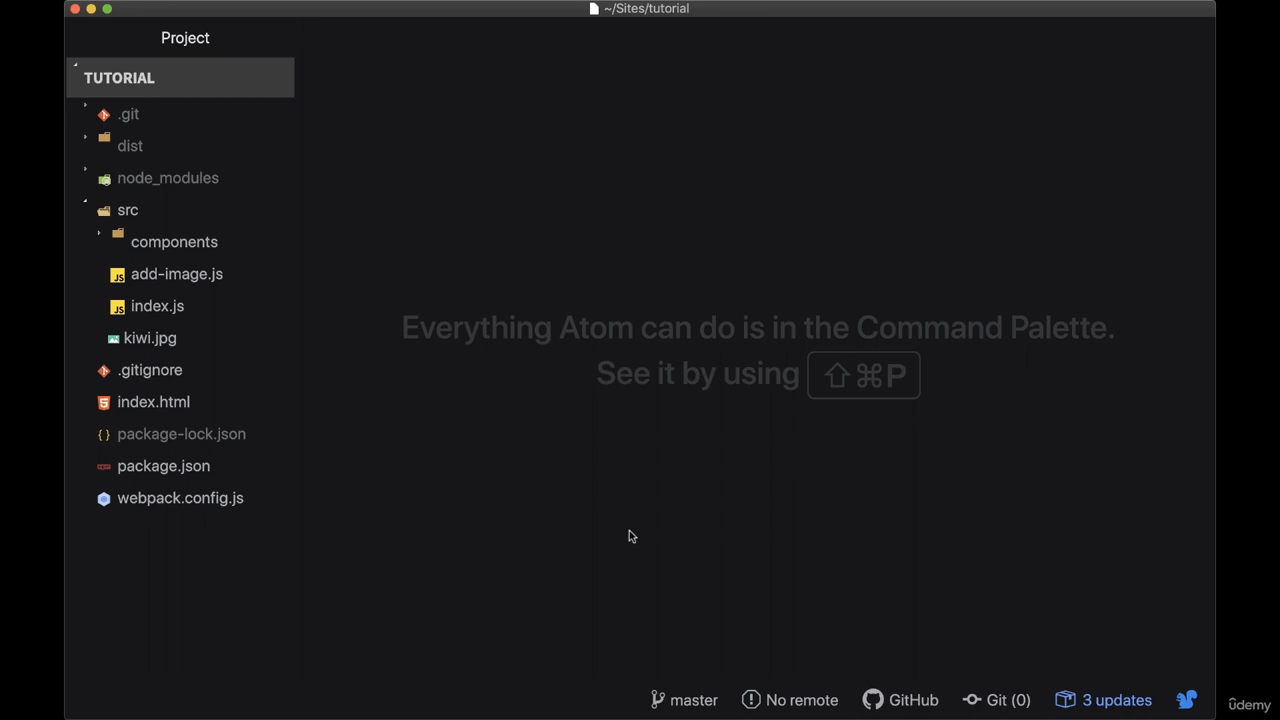 ~/Sites/tutorial
Project
TUTORIAL
.git
dist
node_modules
src
components
add-image.js
index.js
kiwi.jpg
.gitignore
index.html
package-lock.json
package.json
webpack.config.js
Everything Atom can do is in the Command Palette.
See it by using ⇧⌘P
master No remote GitHub Git (0) 3 updates
ûdemy